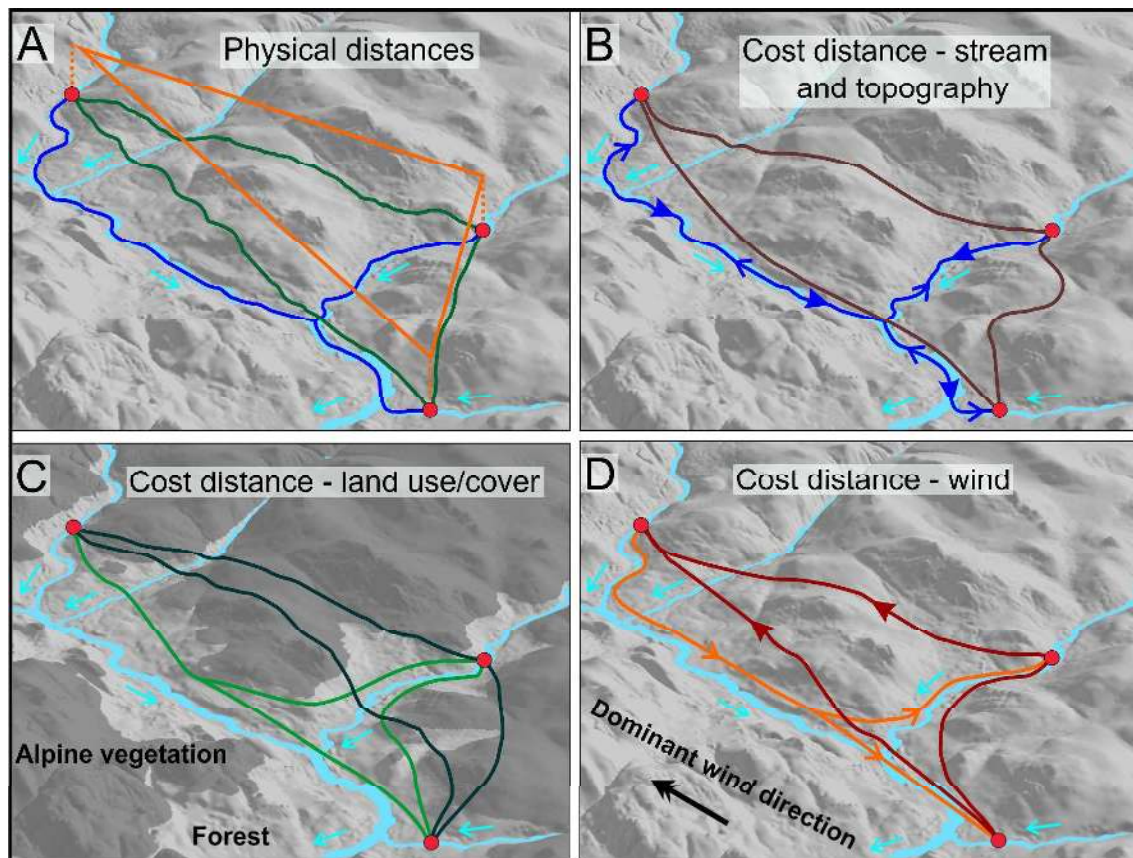 A
Physical distances
B
Cost distance - stream
and topography
C
Cost distance - land use/cover
Alpine vegetation
Forest
D
Cost distance - wind
Dominant wind direction